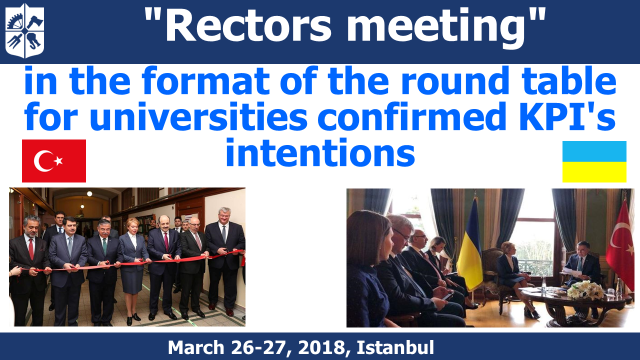 "Rectors meeting"
in the format of the round table
for universities confirmed KPI's
intentions
March 26-27, 2018, Istanbul